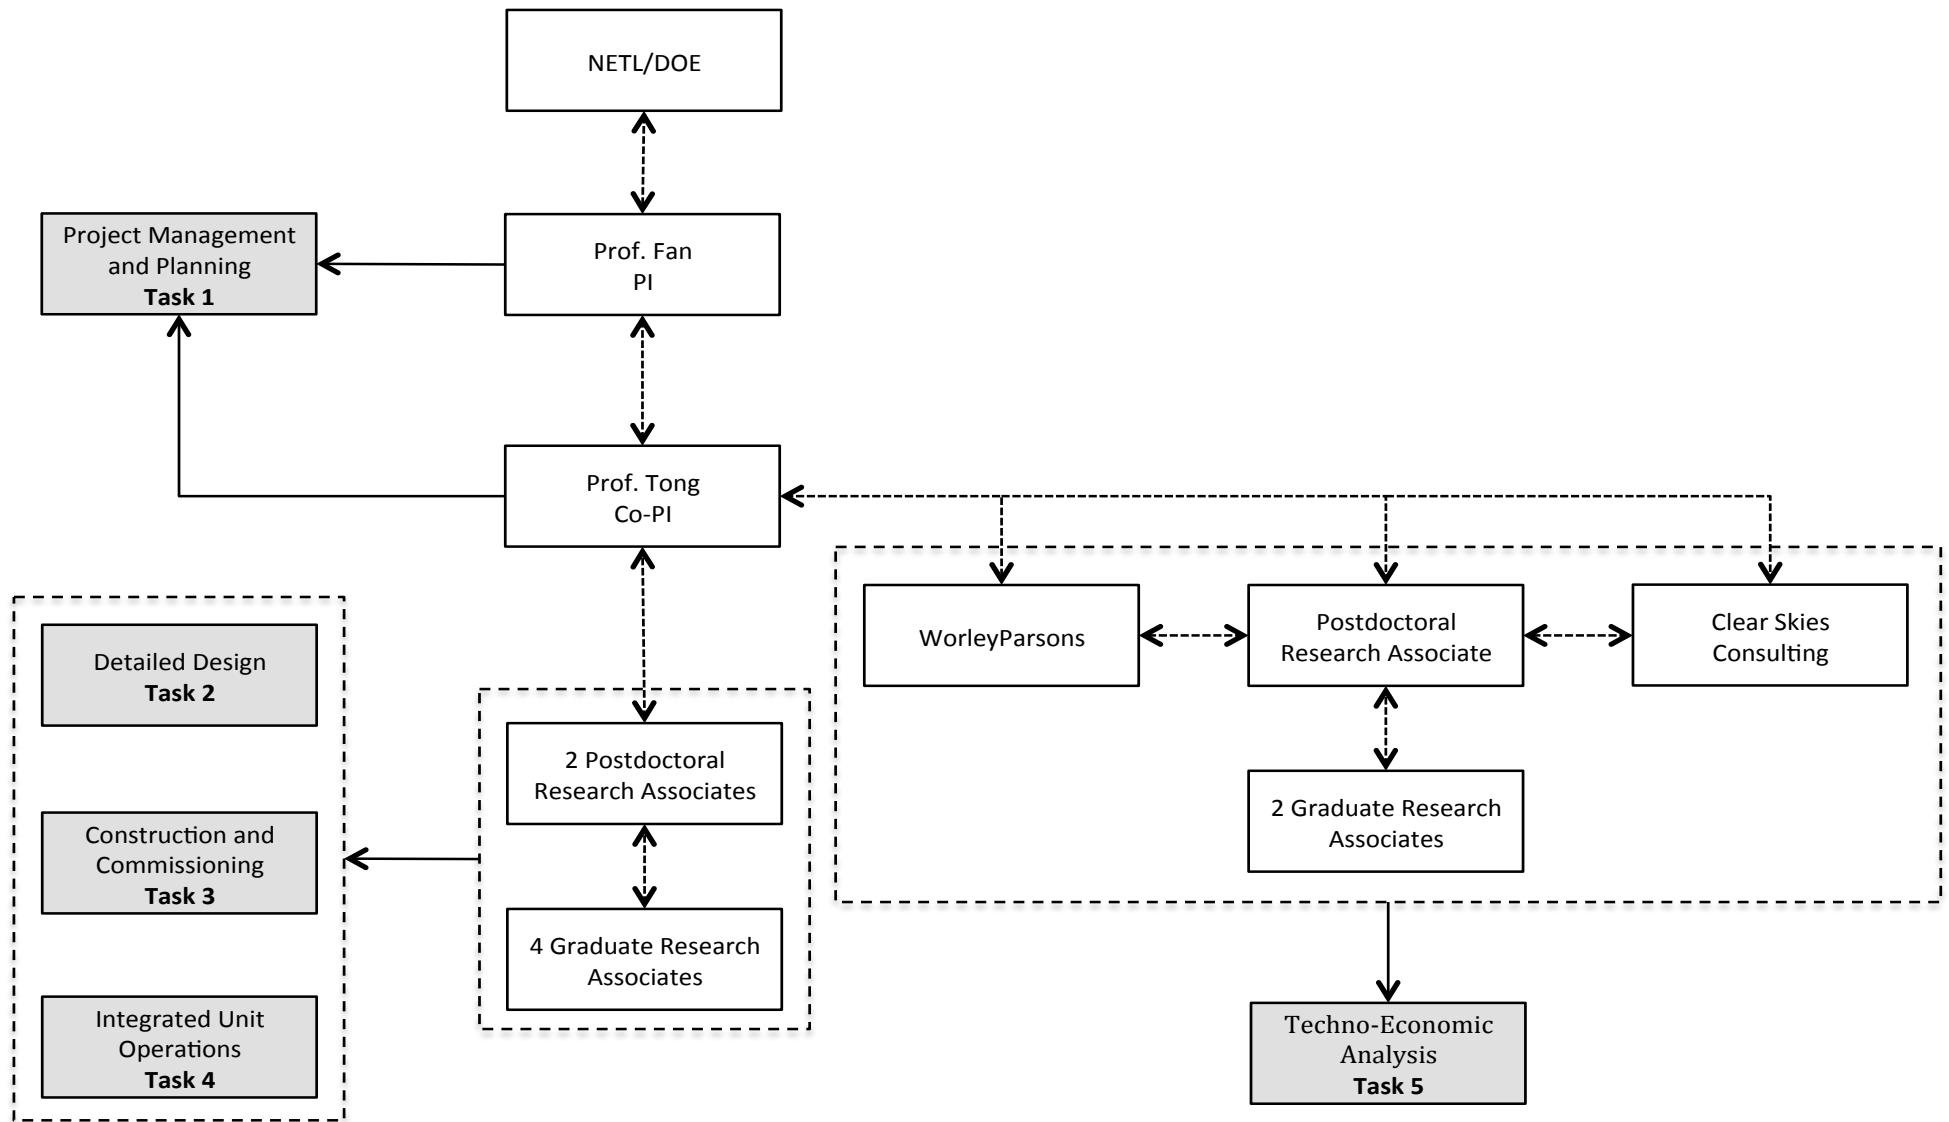 NETL/DOE
Project Management
and Planning
Task 1
Prof. Fan
PI
Prof. Tong
Co-PI
Detailed Design
Task 2
Construction and
Commissioning
Task 3
Integrated Unit
Operations
Task 4
2 Postdoctoral
Research Associates
4 Graduate Research
Associates
WorleyParsons
Postdoctoral
Research Associate
Clear Skies
Consulting
2 Graduate Research
Associates
Techno-Economic
Analysis
Task 5